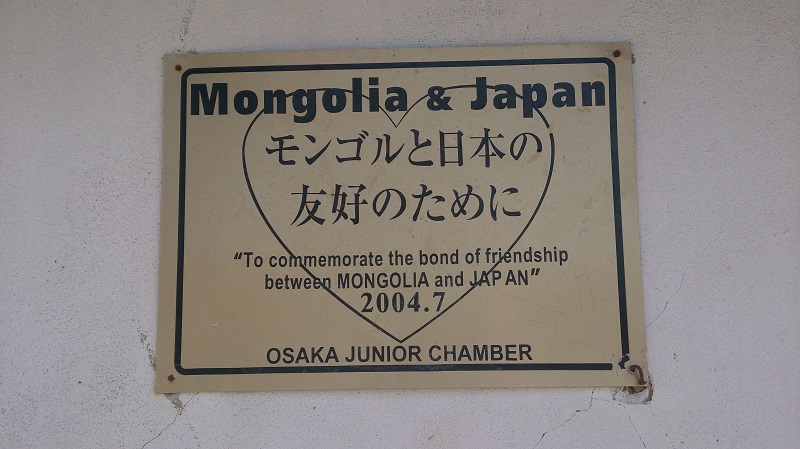 Mongolia & Japan
モンゴルと日本の
友好のために
“To commemorate the bond of friendship
between MONGOLIA and JAPAN”
2004.7
OSAKA JUNIOR CHAMBER